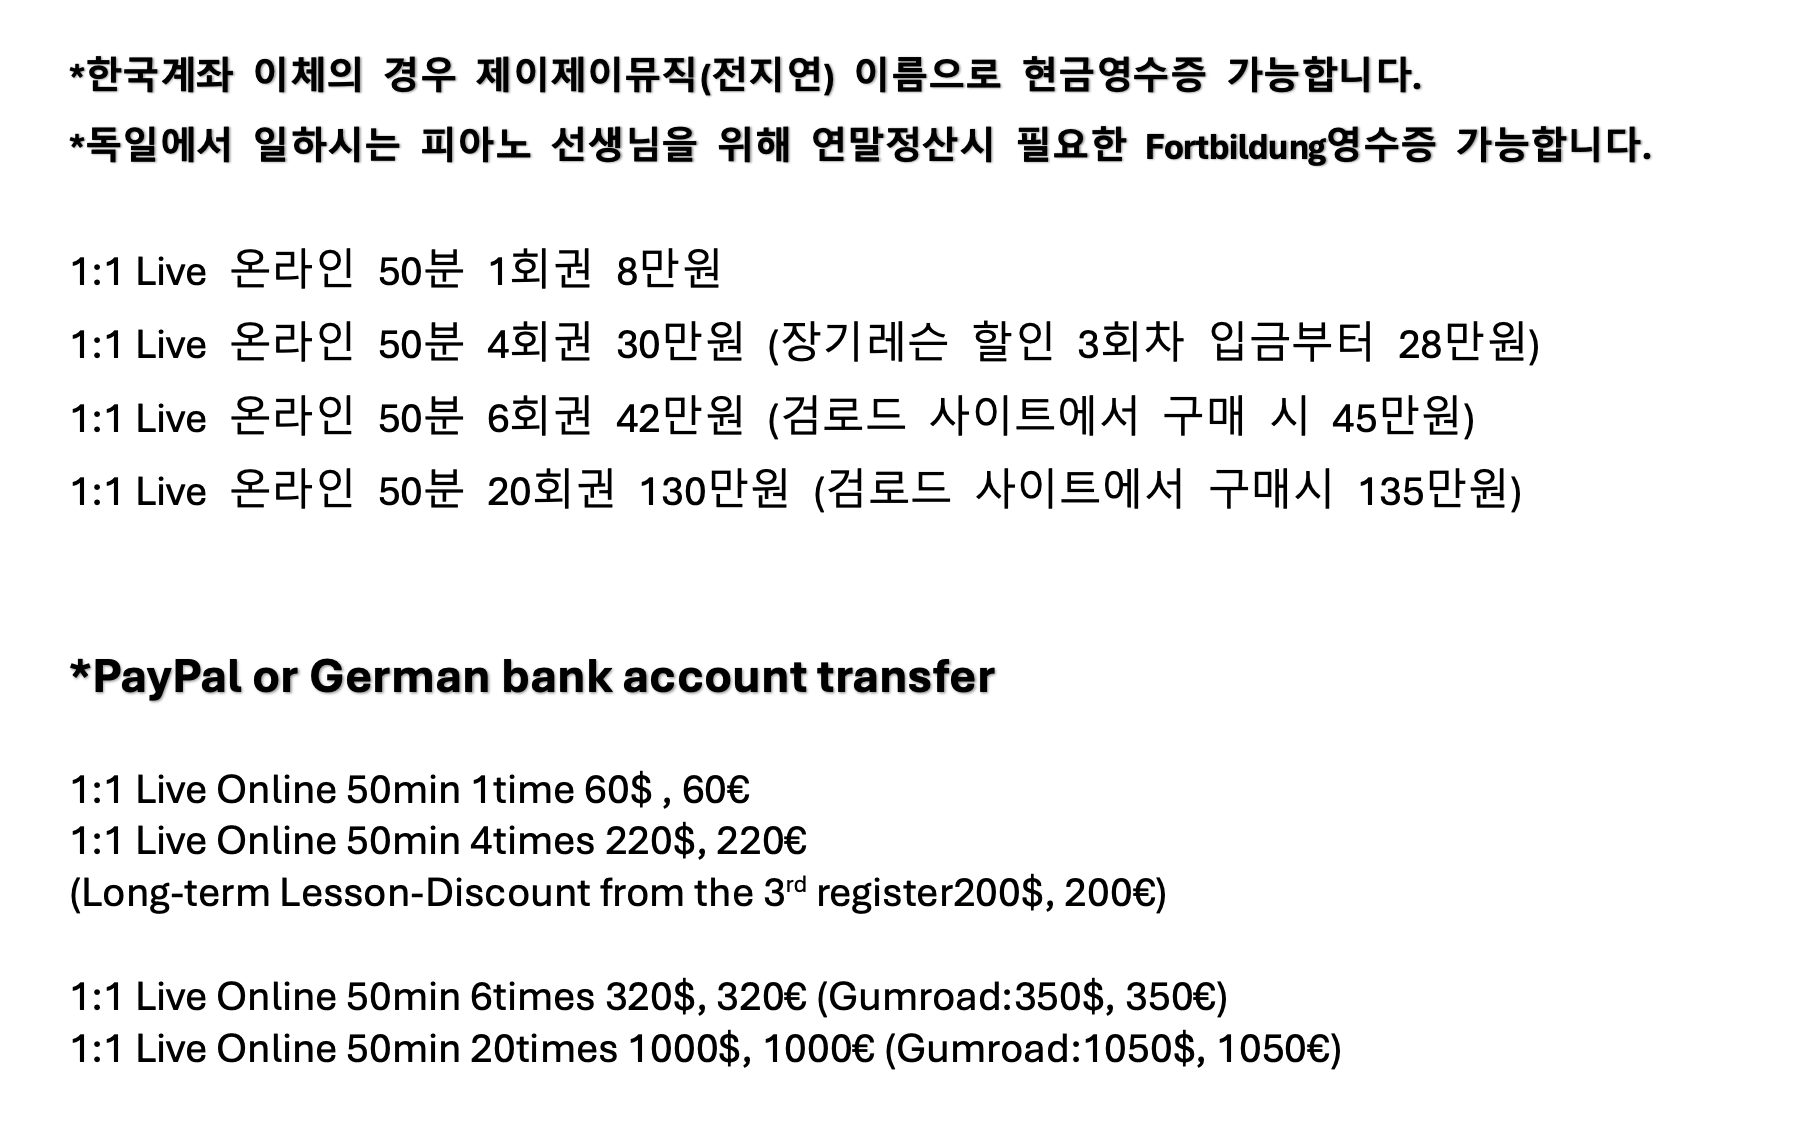 *한국계좌 이체의 경우 제이제이뮤직(전지연) 이름으로 현금영수증 가능합니다.
*독일에서 일하시는 피아노 선생님을 위해 연말정산시 필요한 Fortbildung영수증 가능합니다.
1:1 Live 온라인 50분 1회권 8만원
1:1 Live 온라인 50분 4회권 30만원 (장기레슨 할인 3회차 입금부터 28만원)
1:1 Live 온라인 50분 6회권 42만원 (검로드 사이트에서 구매 시 45만원)
1:1 Live 온라인 50분 20회권 130만원 (검로드 사이트에서 구매시 135만원)
*PayPal or German bank account transfer
1:1 Live Online 50min 1time 60$ , 60€
1:1 Live Online 50min 4times 220$, 220€
(Long-term Lesson-Discount from the 3rd register200$, 200€)
1:1 Live Online 50min 6times 320$, 320€ (Gumroad:350$, 350€)
1:1 Live Online 50min 20times 1000$, 1000€ (Gumroad:1050$, 1050€)